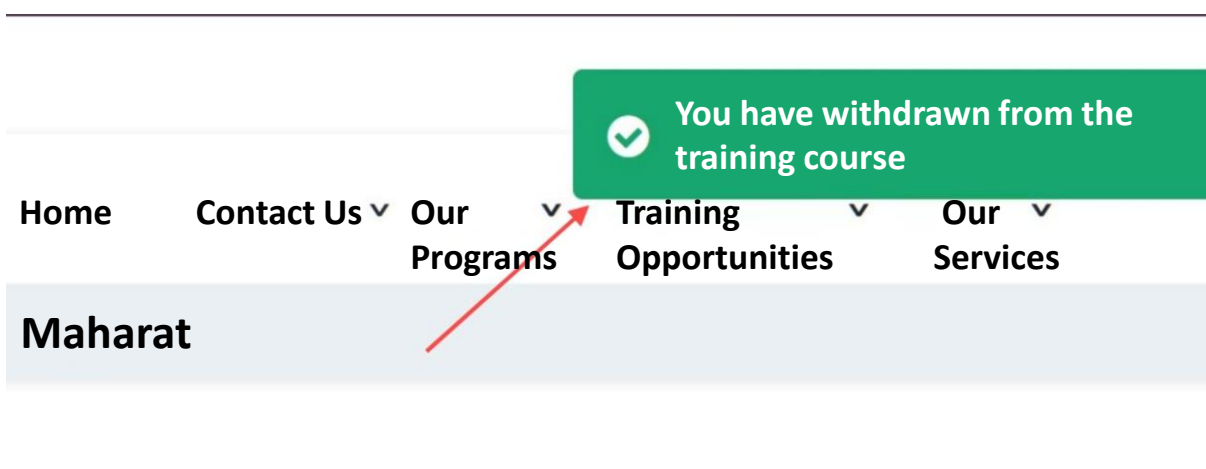 You have withdrawn from the
training course
Home Contact Us Our Training Our
Programs Opportunities Services
Maharat